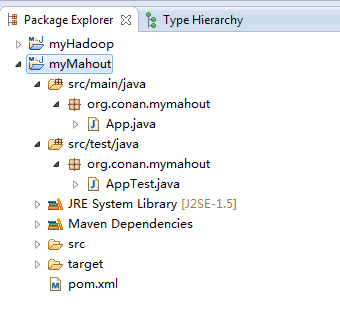 Package Explorer Type Hierarchy
myHadoop
myMahout
src/main/java
org.conan.mymahout
App.java
src/test/java
org.conan.mymahout
AppTest.java
JRE System Library [J2SE-1.5]
Maven Dependencies
src
target
pom.xml